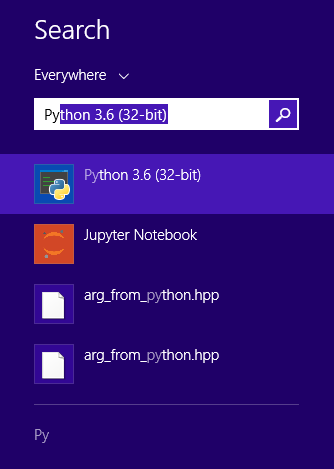 Search
Everywhere
Python 3.6 (32-bit)
Python 3.6 (32-bit)
Jupyter Notebook
arg_from_python.hpp
arg_from_python.hpp
Py